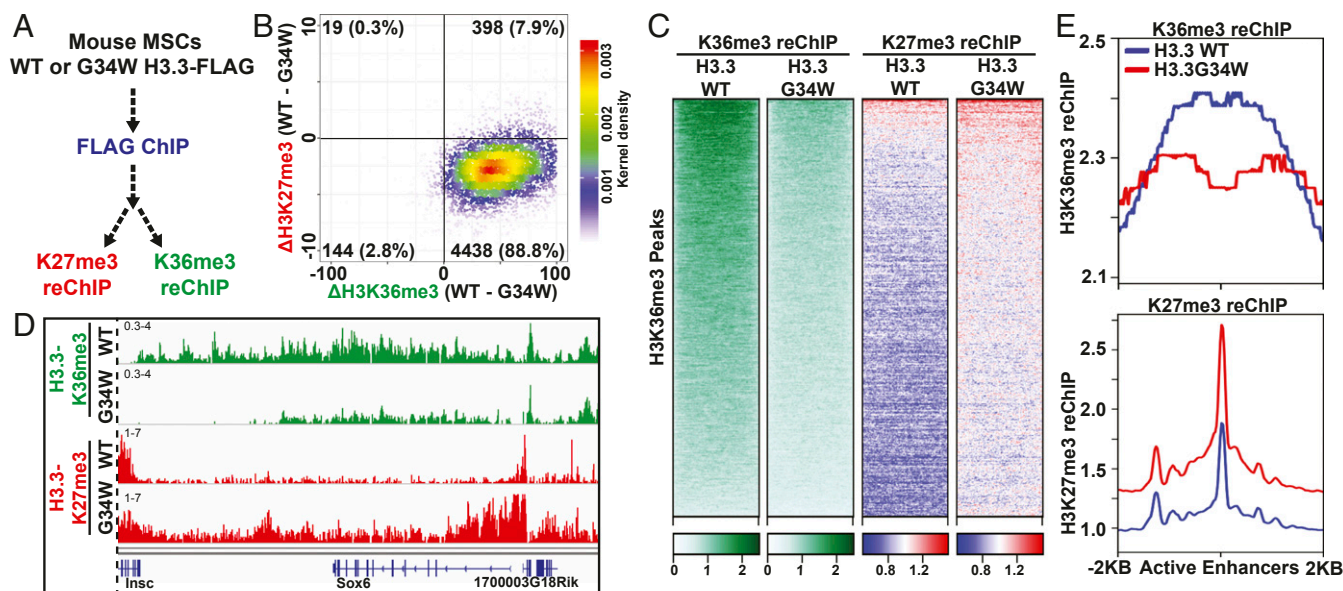 A
Mouse MSCs
WT or G34W H3.3-FLAG
FLAG ChIP
K27me3
reChIP
K36me3
reChIP
B
19 (0.3%)
398 (7.9%)
144 (2.8%)
4438 (88.8%)
ΔH3K27me3 (WT - G34W)
10
0
-10
-100
0
100
ΔH3K36me3 (WT - G34W)
0.003
0.002
0.001
Kernel density
C
K36me3 reChIP
K27me3 reChIP
H3.3
WT
H3.3
G34W
H3.3
WT
H3.3
G34W
H3K36me3 Peaks
0 1 2
0 1 2
0.8 1.2
0.8 1.2
D
H3.3-
K36me3
WT
0.3-4
G34W
0.3-4
H3.3-
K27me3
WT
1-7
G34W
1-7
Insc
Sox6
1700003G18Rik
E
K36me3 reChIP
H3.3 WT
H3.3G34W
H3K36me3 reChIP
2.5
2.3
2.1
K27me3 reChIP
H3K27me3 reChIP
2.5
2.0
1.5
1.0
-2KB Active Enhancers 2KB